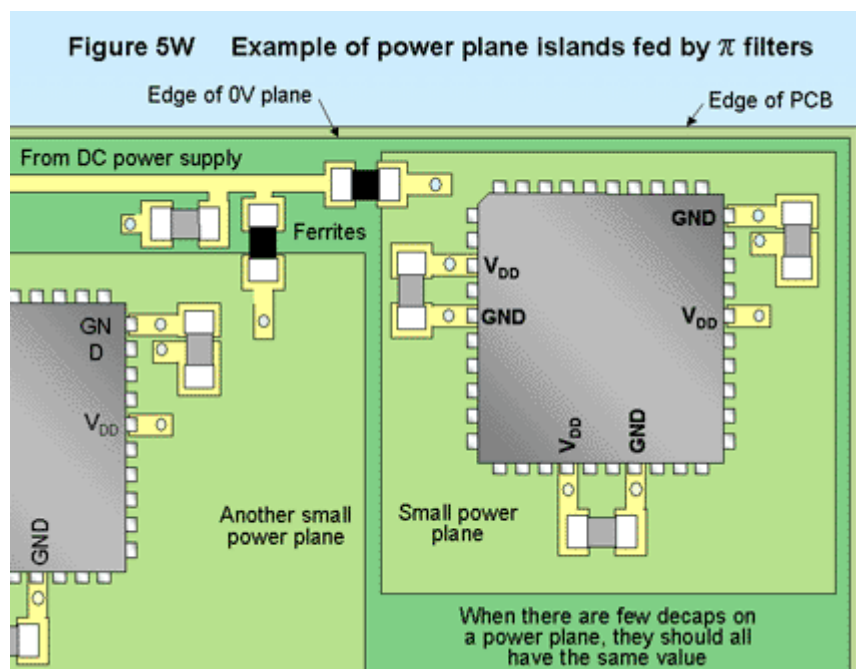 Figure 5W Example of power plane islands fed by π filters
Edge of 0V plane
Edge of PCB
From DC power supply
Ferrites
GND
VDD
GND
VDD
GN
D
VDD
VDD
GND
GND
Another small
power plane
Small power
plane
When there are few decaps on
a power plane, they should all
have the same value